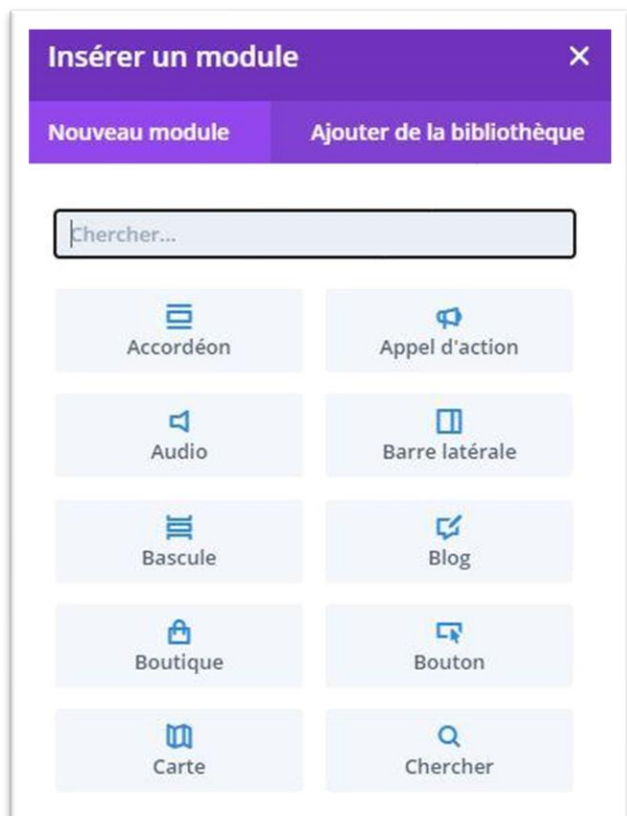 Insérer un module
Nouveau module
Ajouter de la bibliothèque
Chercher...
Accordéon
Appel d'action
Audio
Barre latérale
Bascule
Blog
Boutique
Bouton
Carte
Chercher